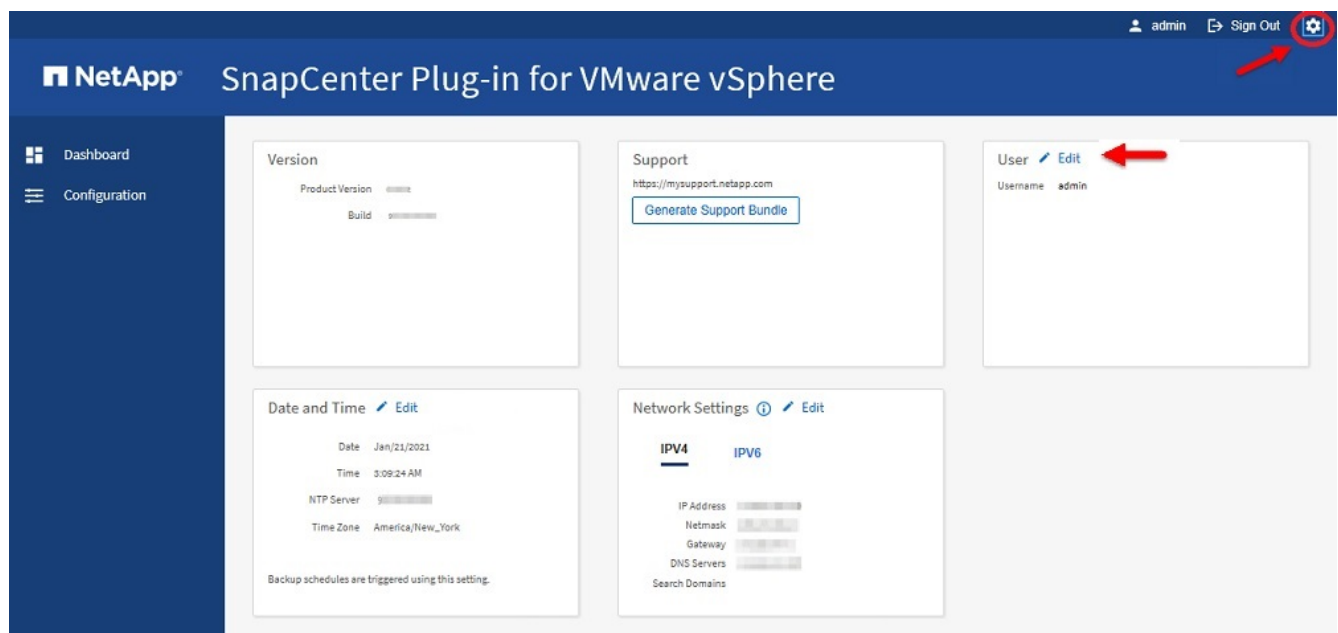 admin Sign Out
NetApp SnapCenter Plug-in for VMware vSphere
Dashboard
Configuration
Version
Product Version
Build
Support
https://mysupport.netapp.com
Generate Support Bundle
User Edit
Username admin
Date and Time Edit
Date Jan/21/2021
Time 3:09:24 AM
NTP Server
Time Zone America/New_York
Backup schedules are triggered using this setting.
Network Settings Edit
IPV4 IPV6
IP Address
Netmask
Gateway
DNS Servers
Search Domains